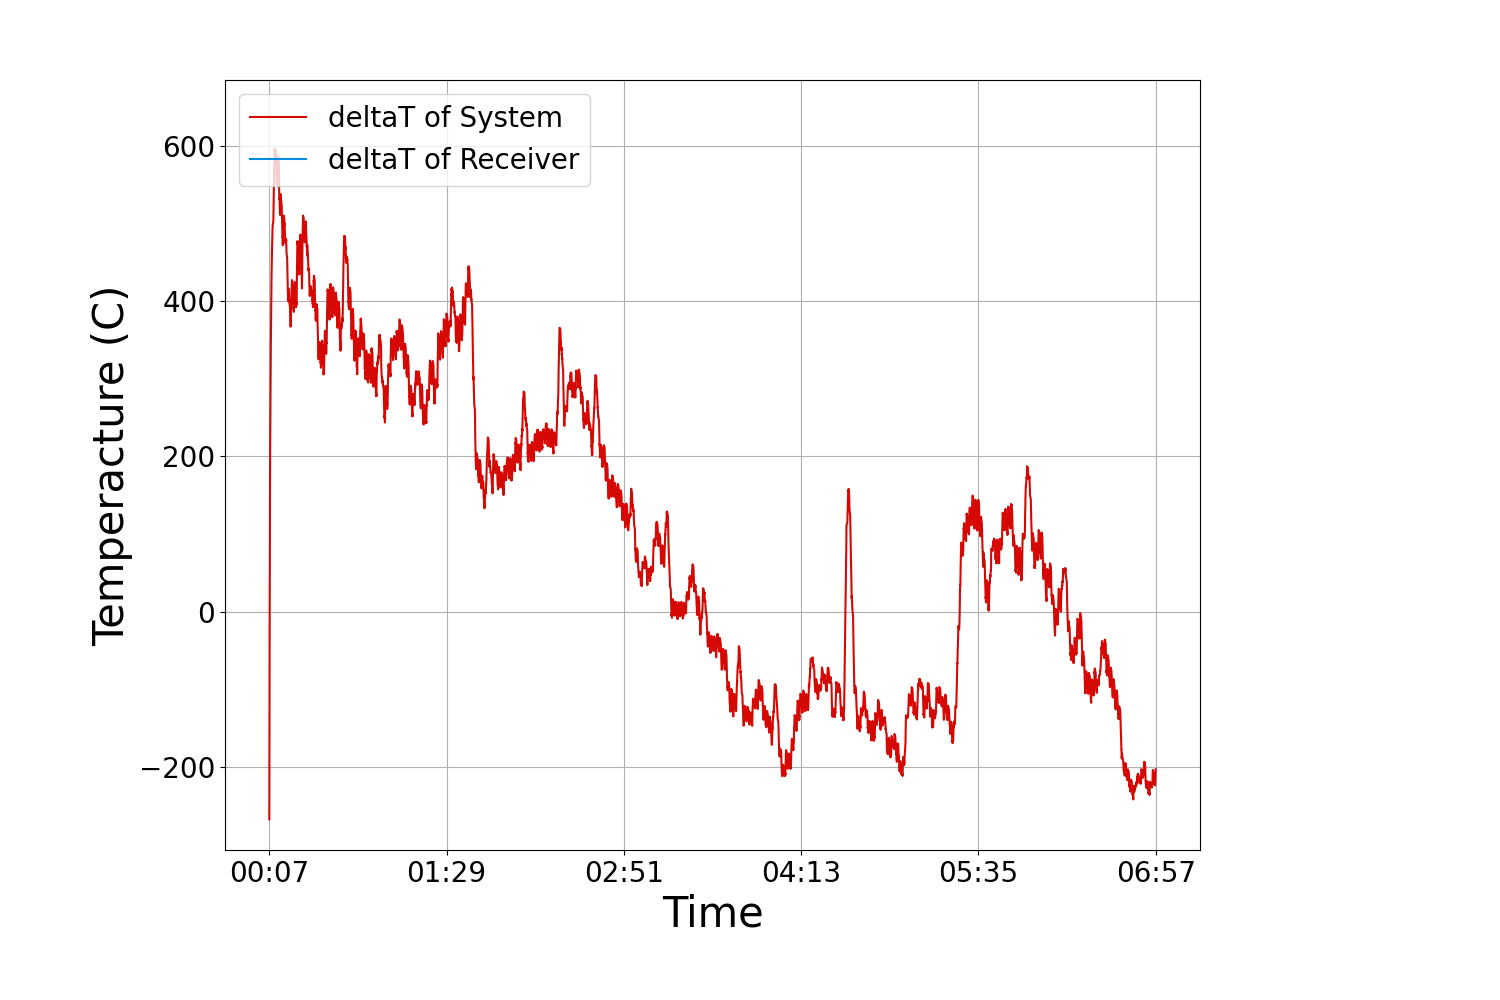 deltaT of System
deltaT of Receiver
600
400
200
0
−200
Temperacture (C)
00:07 01:29 02:51 04:13 05:35 06:57
Time